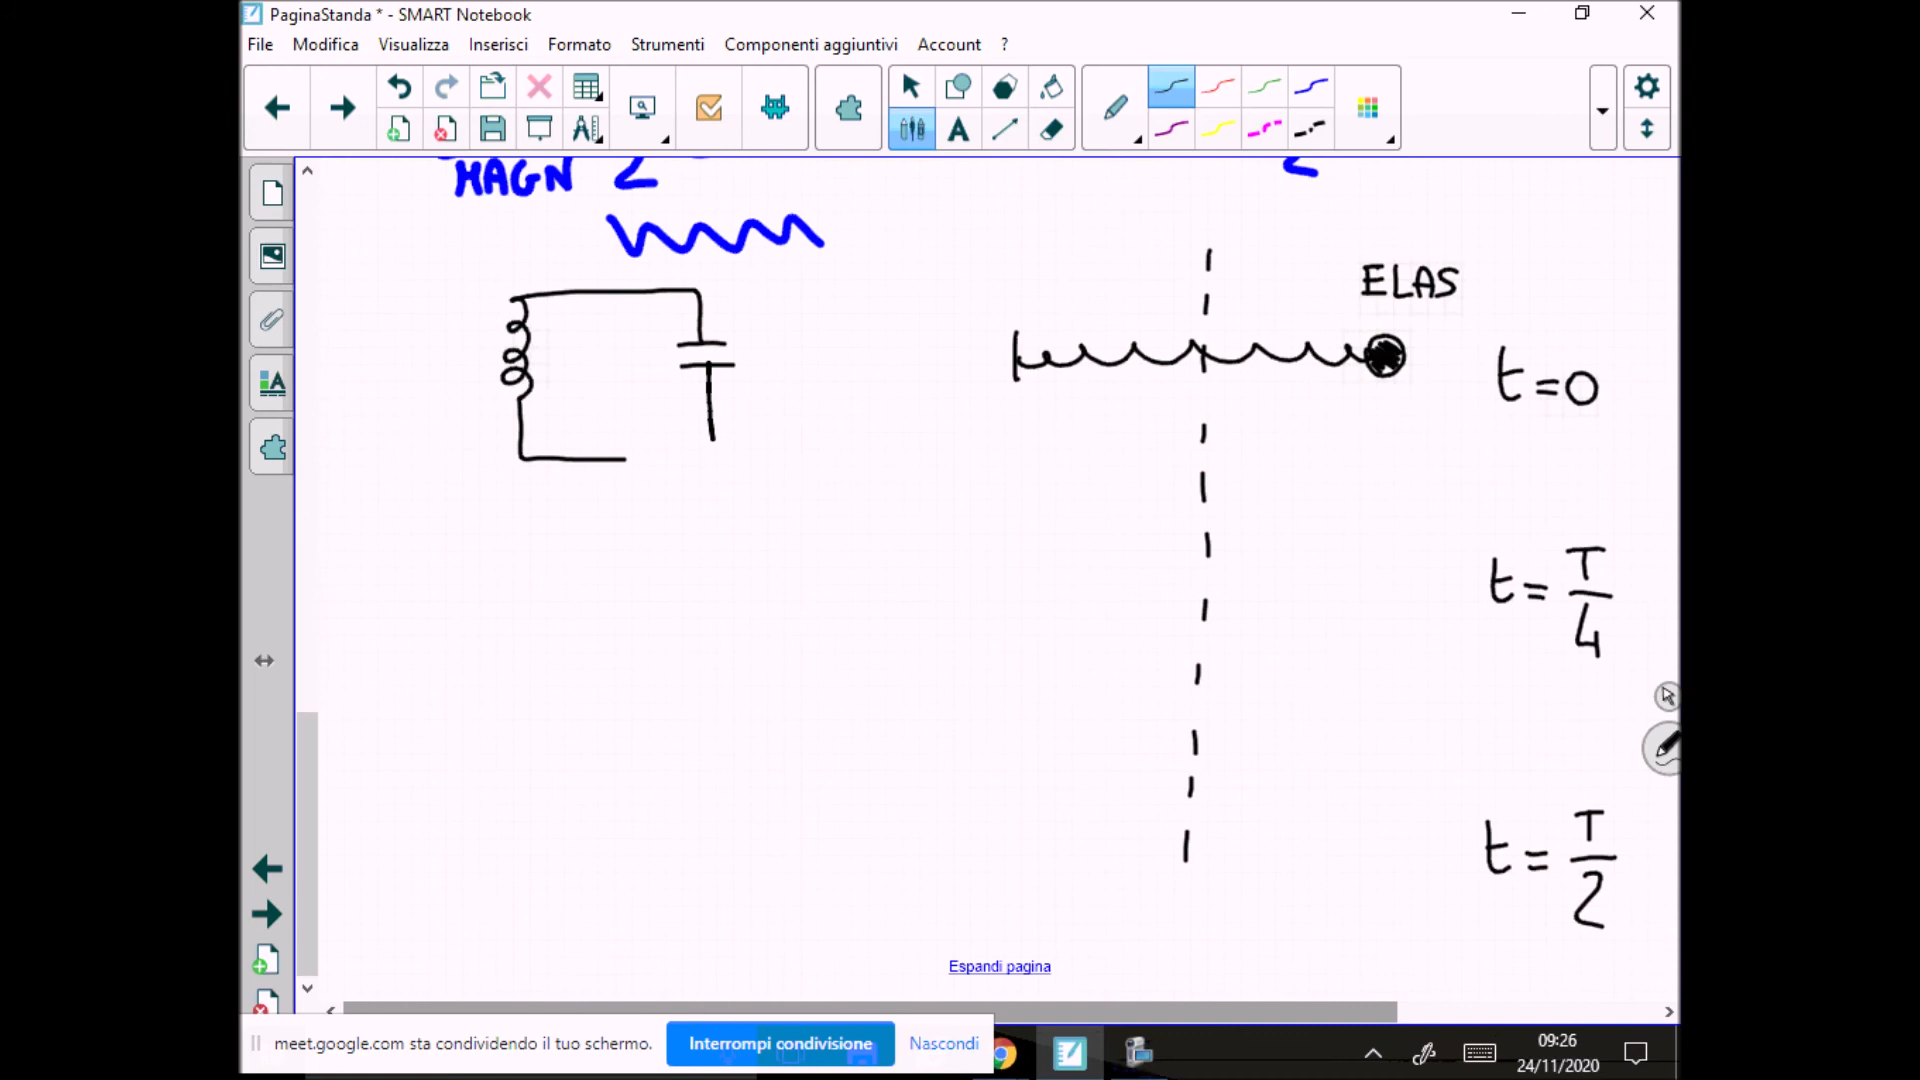 PaginaStanda * - SMART Notebook
File Modifica Visualizza Inserisci Formato Strumenti Componenti aggiuntivi Account ?
MAGN 2
ELAS
t=0
t= T/4
t= T/2
Espandi pagina
meet.google.com sta condividendo il tuo schermo. Interrompi condivisione Nascondi
09:26
24/11/2020